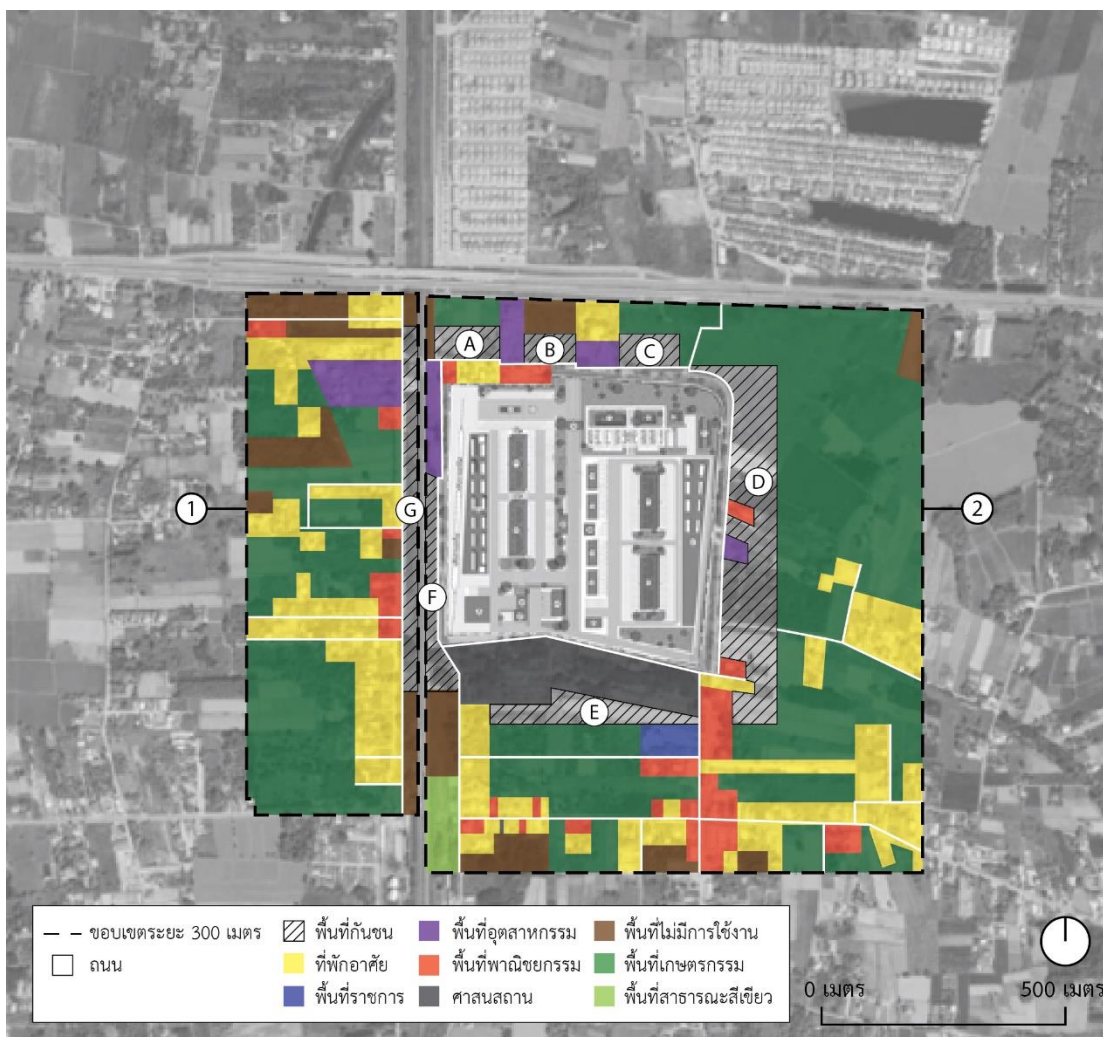 A
B
C
D
1
G
2
F
E
ขอบเขตระยะ 300 เมตร
พื้นที่กันชน
พื้นที่อุตสาหกรรม
พื้นที่ไม่มีการใช้งาน
ถนน
ที่พักอาศัย
พื้นที่พาณิชยกรรม
พื้นที่เกษตรกรรม
พื้นที่ราชการ
ศาสนสถาน
พื้นที่สาธารณะสีเขียว
0 เมตร
500 เมตร